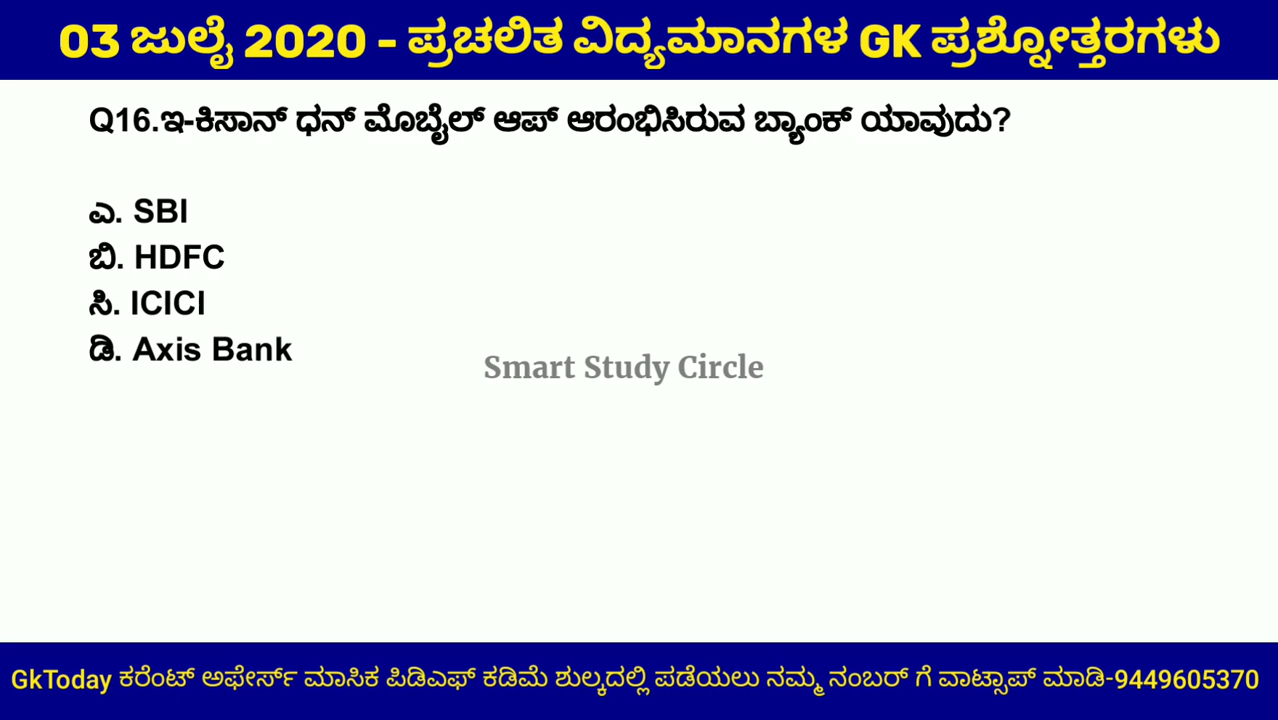 03 ಜುಲೈ 2020 - ಪ್ರಚಲಿತ ವಿದ್ಯಮಾನಗಳ GK ಪ್ರಶ್ನೋತ್ತರಗಳು
Q16.ಇ-ಕಿಸಾನ್ ಧನ್ ಮೊಬೈಲ್ ಆಪ್ ಆರಂಭಿಸಿರುವ ಬ್ಯಾಂಕ್ ಯಾವುದು?
ಎ. SBI
ಬಿ. HDFC
ಸಿ. ICICI
ಡಿ. Axis Bank
Smart Study Circle
GkToday ಕರೆಂಟ್ ಅಫೇರ್ಸ್ ಮಾಸಿಕ ಪಿಡಿಎಫ್ ಕಡಿಮೆ ಶುಲ್ಕದಲ್ಲಿ ಪಡೆಯಲು ನಮ್ಮ ನಂಬರ್ ಗೆ ವಾಟ್ಸಾಪ್ ಮಾಡಿ-9449605370